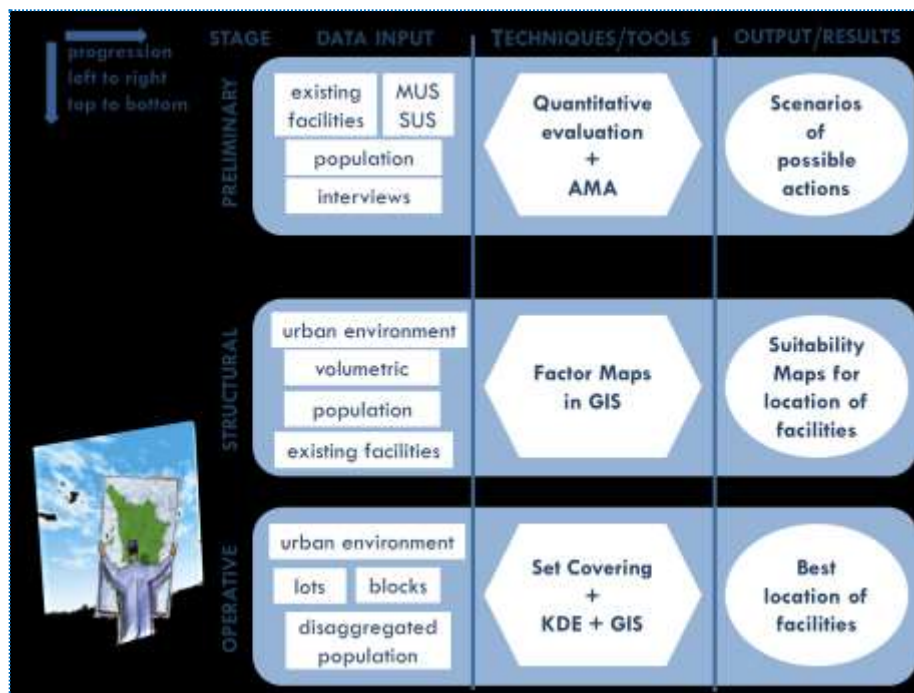 progression
left to right
top to bottom
STAGE DATA INPUT TECHNIQUES/TOOLS OUTPUT/RESULTS
PRELIMINARY
existing
facilities
MUS
SUS
population
interviews
Quantitative
evaluation
+
AMA
Scenarios
of
possible
actions
STRUCTURAL
urban environment
volumetric
population
existing facilities
Factor Maps
in GIS
Suitability
Maps for
location of
facilities
OPERATIVE
urban environment
lots
blocks
disaggregated
population
Set Covering
+
KDE + GIS
Best
location of
facilities